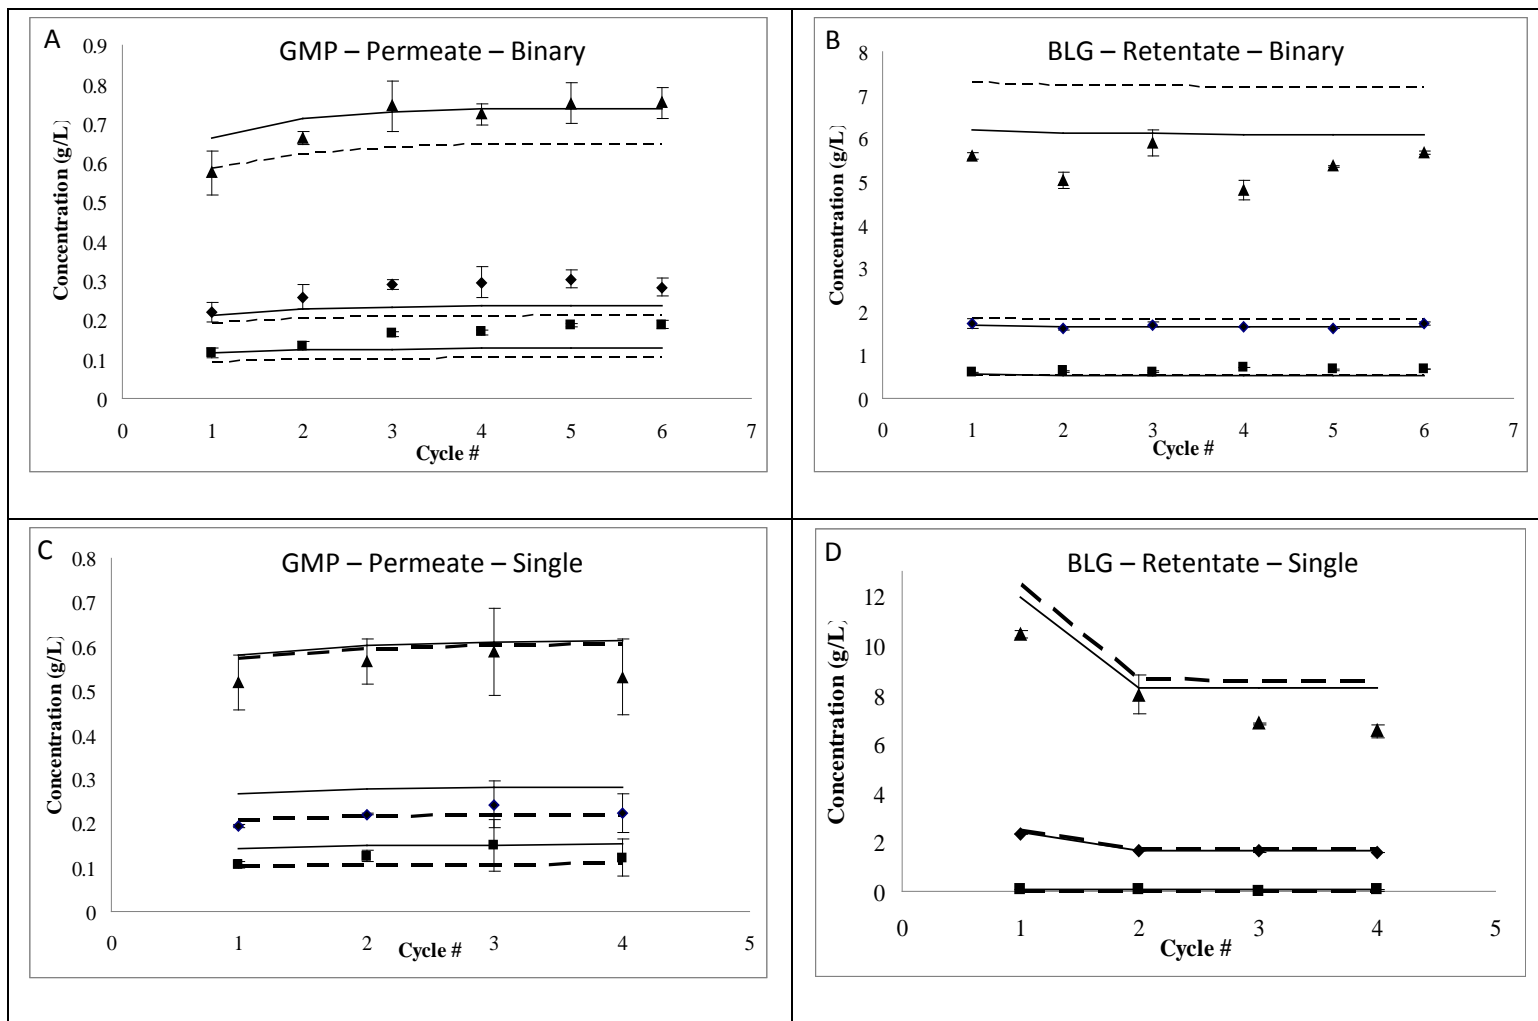 A
GMP – Permeate – Binary
Concentration (g/L)
0.9
0.8
0.7
0.6
0.5
0.4
0.3
0.2
0.1
0
0 1 2 3 4 5 6 7
Cycle #
B
BLG – Retentate – Binary
Concentration (g/L)
8
7
6
5
4
3
2
1
0
0 1 2 3 4 5 6 7
Cycle #
C
GMP – Permeate – Single
Concentration (g/L)
0.8
0.7
0.6
0.5
0.4
0.3
0.2
0.1
0
0 1 2 3 4 5
Cycle #
D
BLG – Retentate – Single
Concentration (g/L)
12
10
8
6
4
2
0
0 1 2 3 4 5
Cycle #